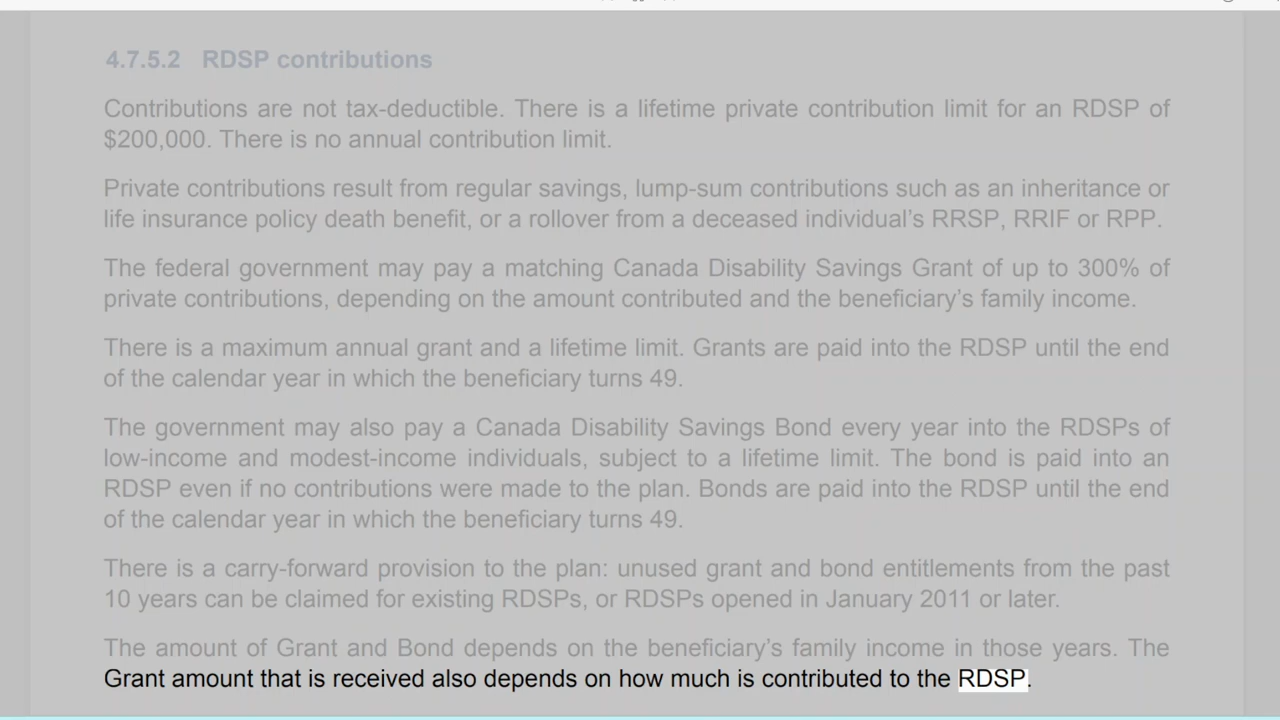 4.7.5.2 RDSP contributions
Contributions are not tax-deductible. There is a lifetime private contribution limit for an RDSP of
$200,000. There is no annual contribution limit.
Private contributions result from regular savings, lump-sum contributions such as an inheritance or
life insurance policy death benefit, or a rollover from a deceased individual's RRSP, RRIF or RPP.
The federal government may pay a matching Canada Disability Savings Grant of up to 300% of
private contributions, depending on the amount contributed and the beneficiary's family income.
There is a maximum annual grant and a lifetime limit. Grants are paid into the RDSP until the end
of the calendar year in which the beneficiary turns 49.
The government may also pay a Canada Disability Savings Bond every year into the RDSPs of
low-income and modest-income individuals, subject to a lifetime limit. The bond is paid into an
RDSP even if no contributions were made to the plan. Bonds are paid into the RDSP until the end
of the calendar year in which the beneficiary turns 49.
There is a carry-forward provision to the plan: unused grant and bond entitlements from the past
10 years can be claimed for existing RDSPs, or RDSPs opened in January 2011 or later.
The amount of Grant and Bond depends on the beneficiary's family income in those years. The
Grant amount that is received also depends on how much is contributed to the RDSP.